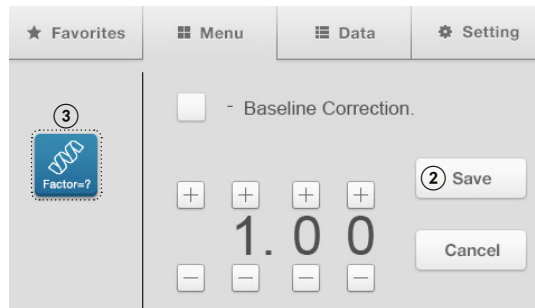 Favorites
Menu
Data
Setting
3
Factor=?
- Baseline Correction.
2 Save
+ + + +
1.00
- - - -
Cancel